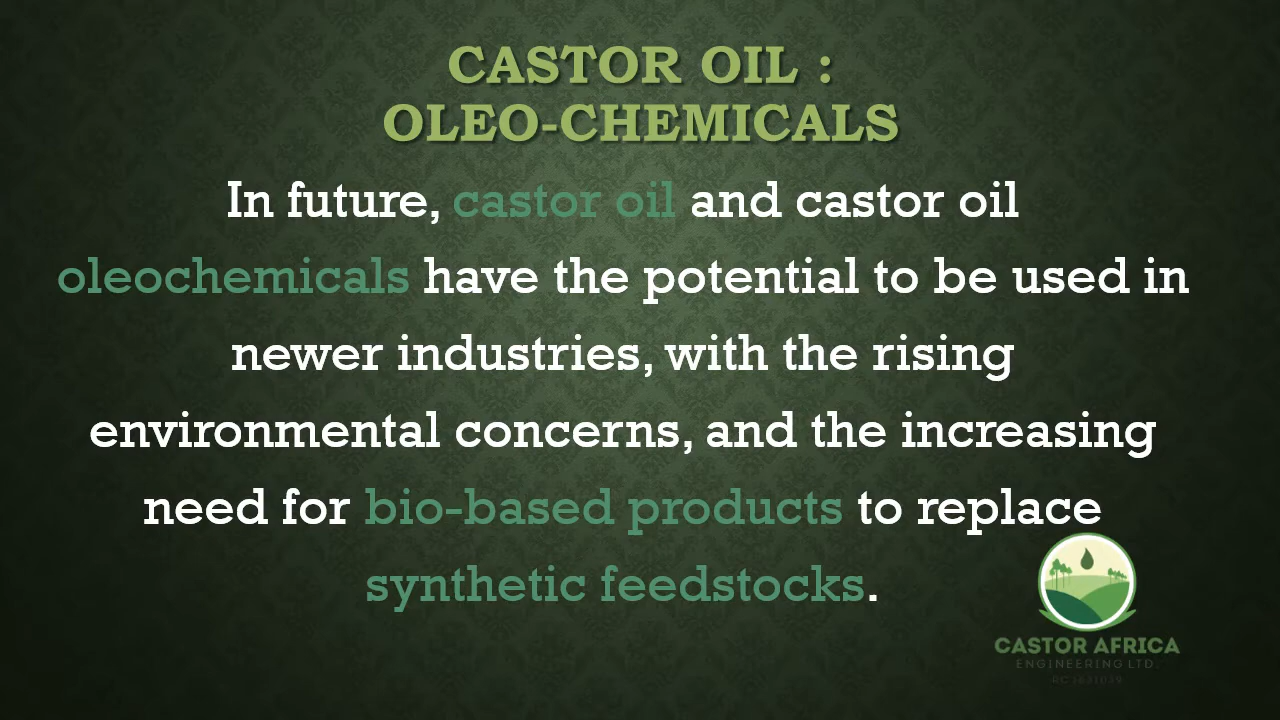 CASTOR OIL :
OLEO-CHEMICALS
In future, castor oil and castor oil
oleochemicals have the potential to be used in
newer industries, with the rising
environmental concerns, and the increasing
need for bio-based products to replace
synthetic feedstocks.
CASTOR AFRICA
ENGINEERING LTD.
RC